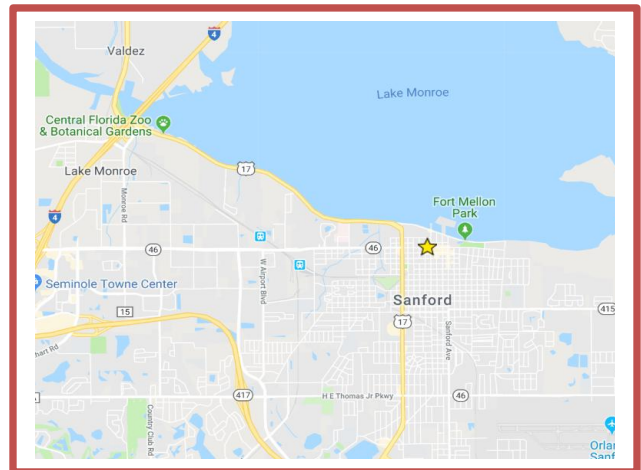 4
Valdez
Lake Monroe
Central Florida Zoo
& Botanical Gardens
17
Lake Monroe
Monroe Rd
Fort Mellon
Park
4
46
46
W Airport Blvd
Seminole Towne Center
Sanford
15
415
17
Sanford Ave
hart Rd
417
H E Thomas Jr Pkwy
46
Country Club Rd
Orla
Sanf